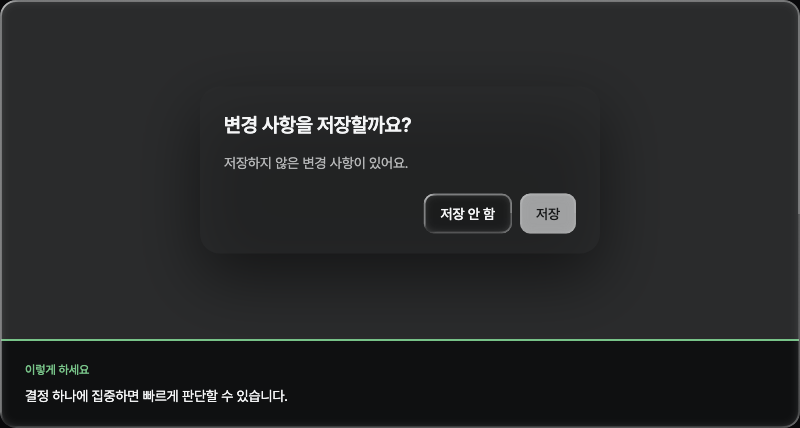 변경 사항을 저장할까요?
저장하지 않은 변경 사항이 있어요.
저장 안 함
저장
이렇게 하세요
결정 하나에 집중하면 빠르게 판단할 수 있습니다.